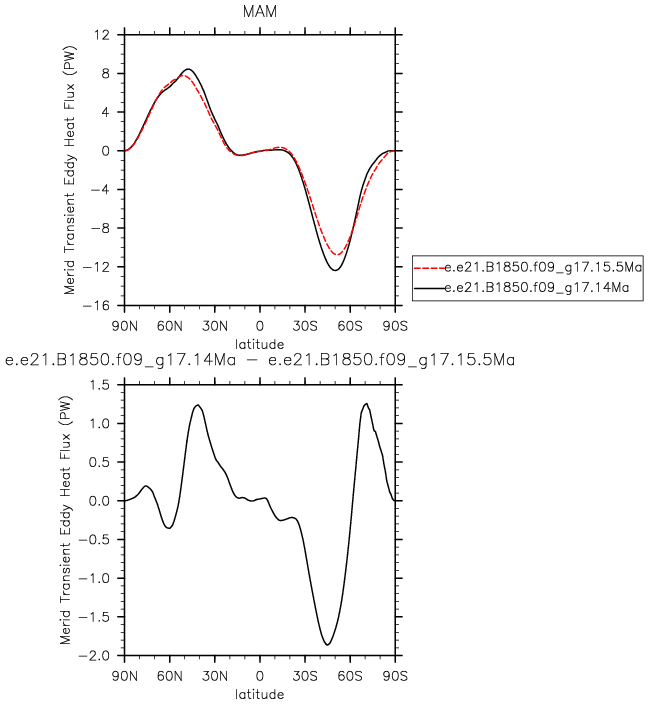 MAM
12
8
4
0
−4
−8
−12
−16
Merid Transient Eddy Heat Flux (PW)
90N 60N 30N 0 30S 60S 90S
latitude
e.e21.B1850.f09_g17.15.5Ma
e.e21.B1850.f09_g17.14Ma
e.e21.B1850.f09_g17.14Ma − e.e21.B1850.f09_g17.15.5Ma
1.5
1.0
0.5
0.0
−0.5
−1.0
−1.5
−2.0
Merid Transient Eddy Heat Flux (PW)
90N 60N 30N 0 30S 60S 90S
latitude